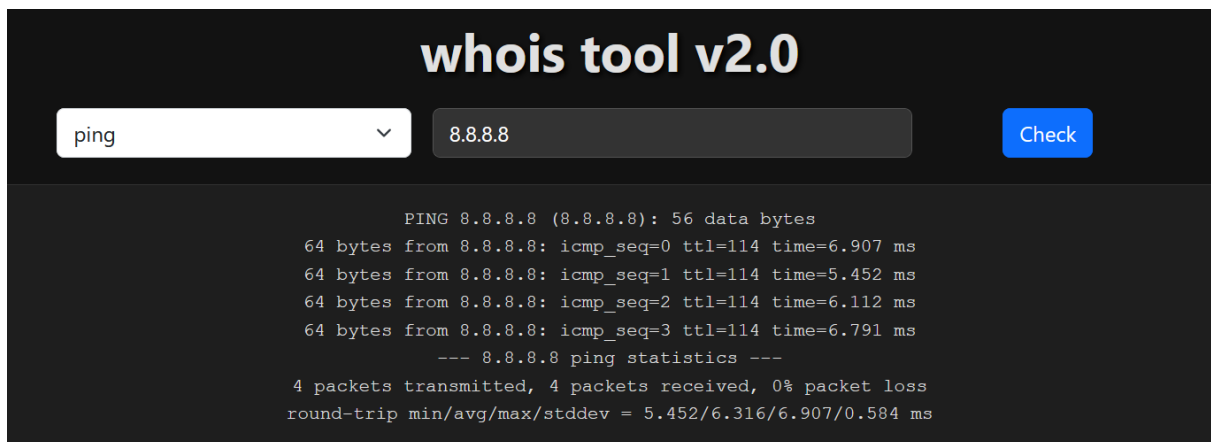 whois tool v2.0
ping
8.8.8.8
Check
PING 8.8.8.8 (8.8.8.8): 56 data bytes
64 bytes from 8.8.8.8: icmp_seq=0 ttl=114 time=6.907 ms
64 bytes from 8.8.8.8: icmp_seq=1 ttl=114 time=5.452 ms
64 bytes from 8.8.8.8: icmp_seq=2 ttl=114 time=6.112 ms
64 bytes from 8.8.8.8: icmp_seq=3 ttl=114 time=6.791 ms
--- 8.8.8.8 ping statistics ---
4 packets transmitted, 4 packets received, 0% packet loss
round-trip min/avg/max/stddev = 5.452/6.316/6.907/0.584 ms